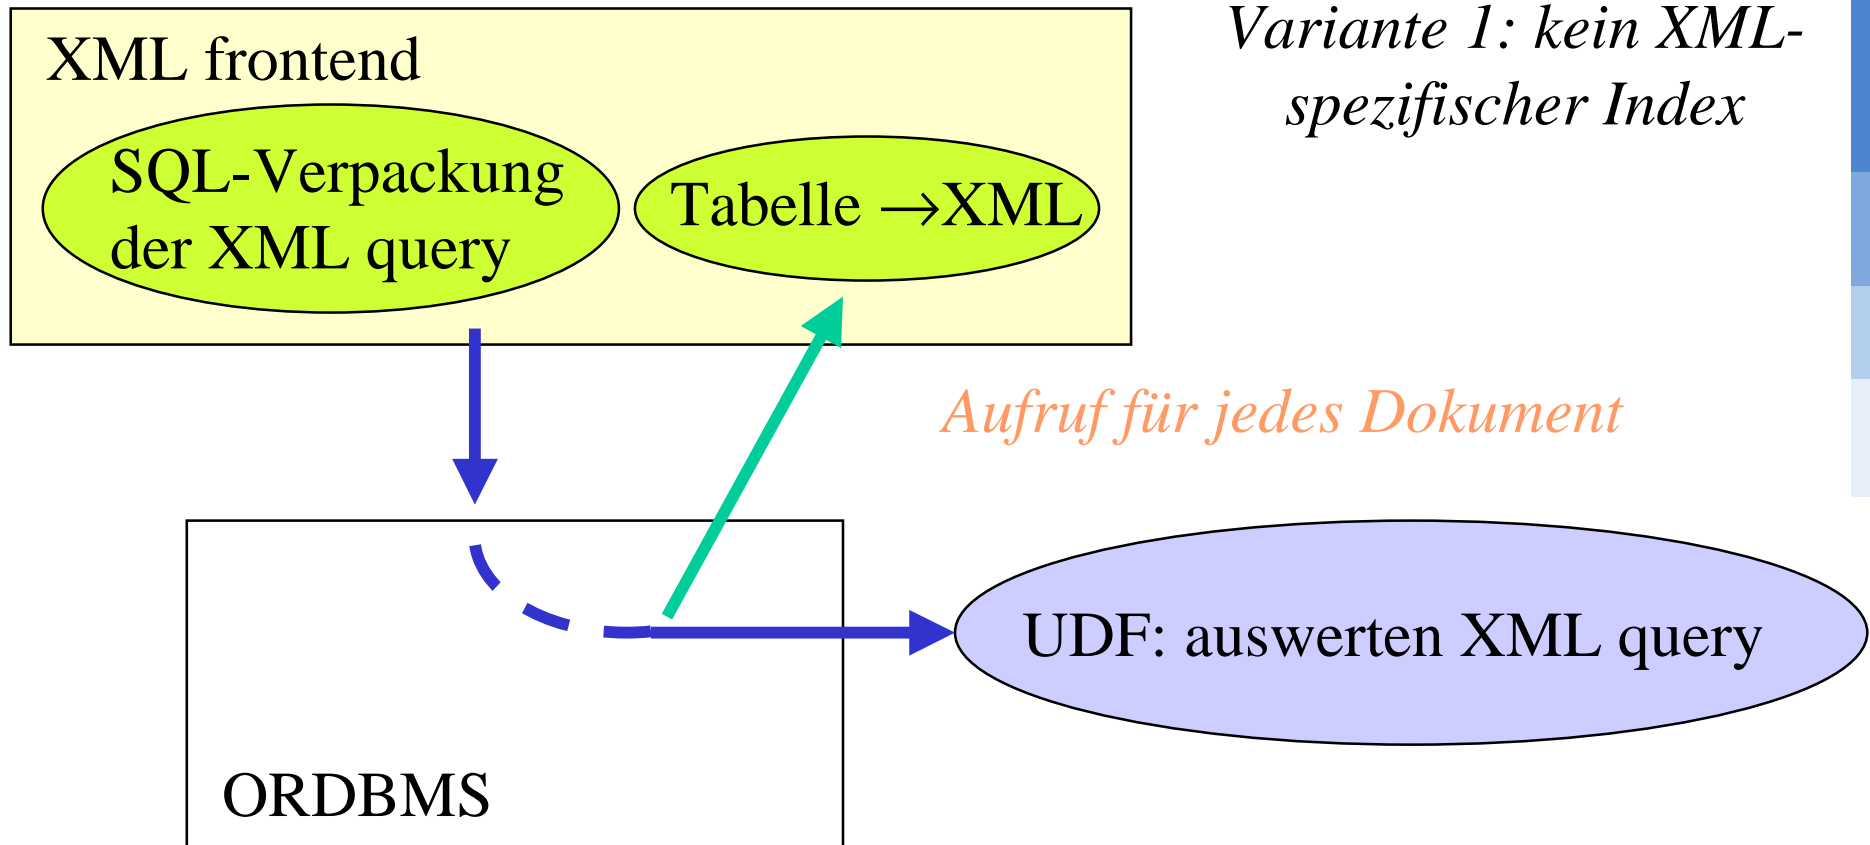 Variante 1: kein XML-
spezifischer Index
XML frontend
SQL-Verpackung
der XML query
Tabelle →XML
Aufruf für jedes Dokument
UDF: auswerten XML query
ORDBMS